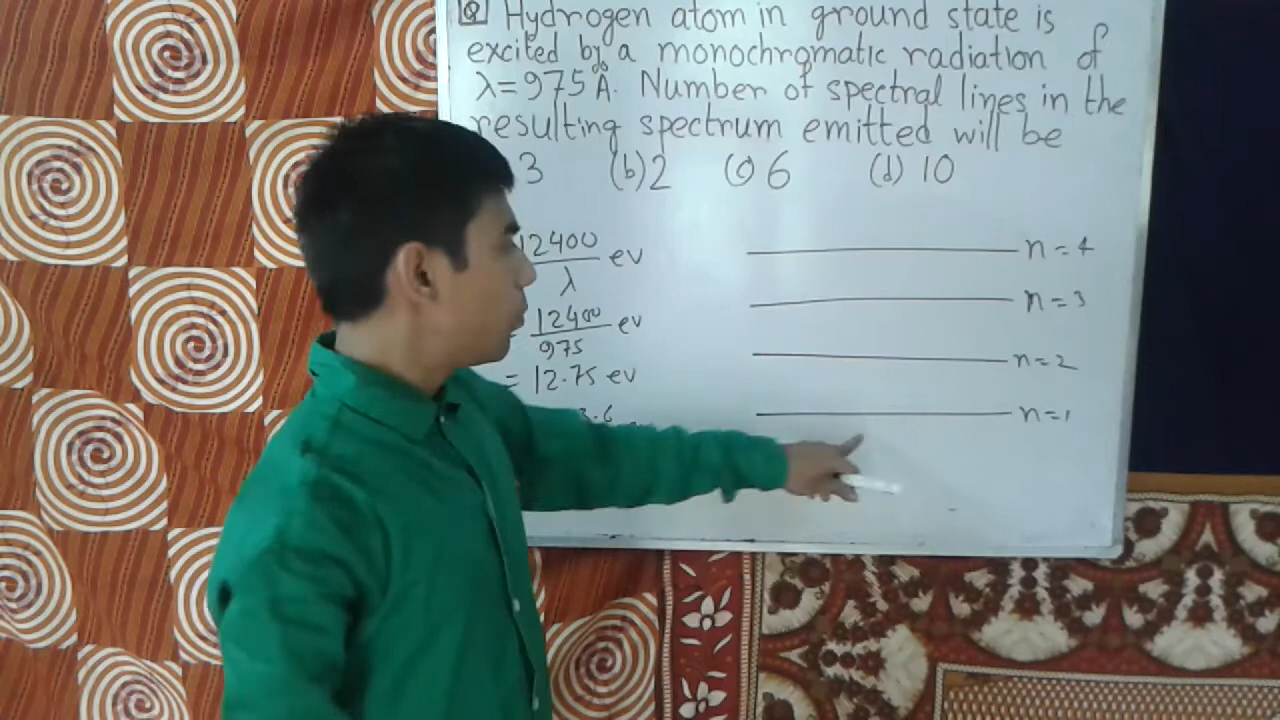 Q Hydrogen atom in ground state is
excited by a monochromatic radiation of
λ = 975 Å. Number of spectral lines in the
resulting spectrum emitted will be
3 (b) 2 (c) 6 (d) 10
12400/λ ev
= 12400/975 ev
= 12.75 ev
3.6
n = 4
n = 3
n = 2
n = 1